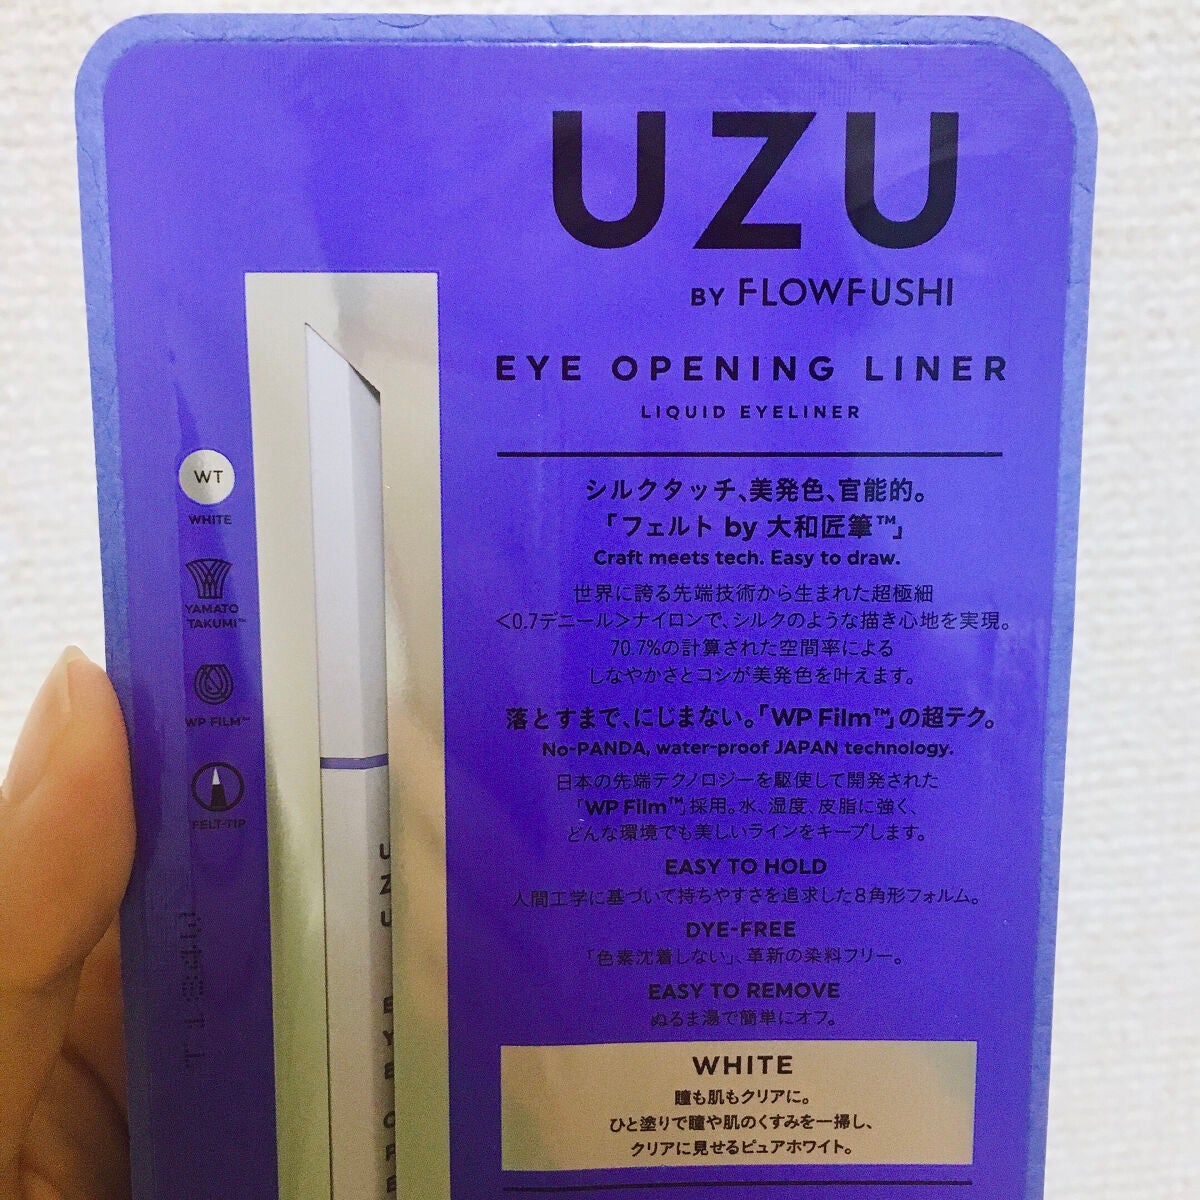 UZU
BY FLOWFUSHI
EYE OPENING LINER
LIQUID EYELINER
シルクタッチ、美発色、官能的。
「フェルト by 大和匠筆™」
Craft meets tech. Easy to draw.
世界に誇る先端技術から生まれた超極細
<0.7デニール>ナイロンで、シルクのような描き心地を実現。
70.7%の計算された空間率による
しなやかさとコシが美発色を叶えます。
落とすまで、にじまない。「WP Film™」の超テク。
No-PANDA, water-proof JAPAN technology.
日本の先端テクノロジーを駆使して開発された
「WP Film™」採用。水、湿度、皮脂に強く、
どんな環境でも美しいラインをキープします。
EASY TO HOLD
人間工学に基づいて持ちやすさを追求した8角形フォルム。
DYE-FREE
「色素沈着しない」、革新の染料フリー。
EASY TO REMOVE
ぬるま湯で簡単にオフ。
WHITE
瞳も肌もクリアに。
ひと塗りで瞳や肌のくすみを一掃し、
クリアに見せるピュアホワイト。
WT
WHITE
YAMATO
TAKUMI™
WP FILM™
FELT-TIP
UZU EYE OPE